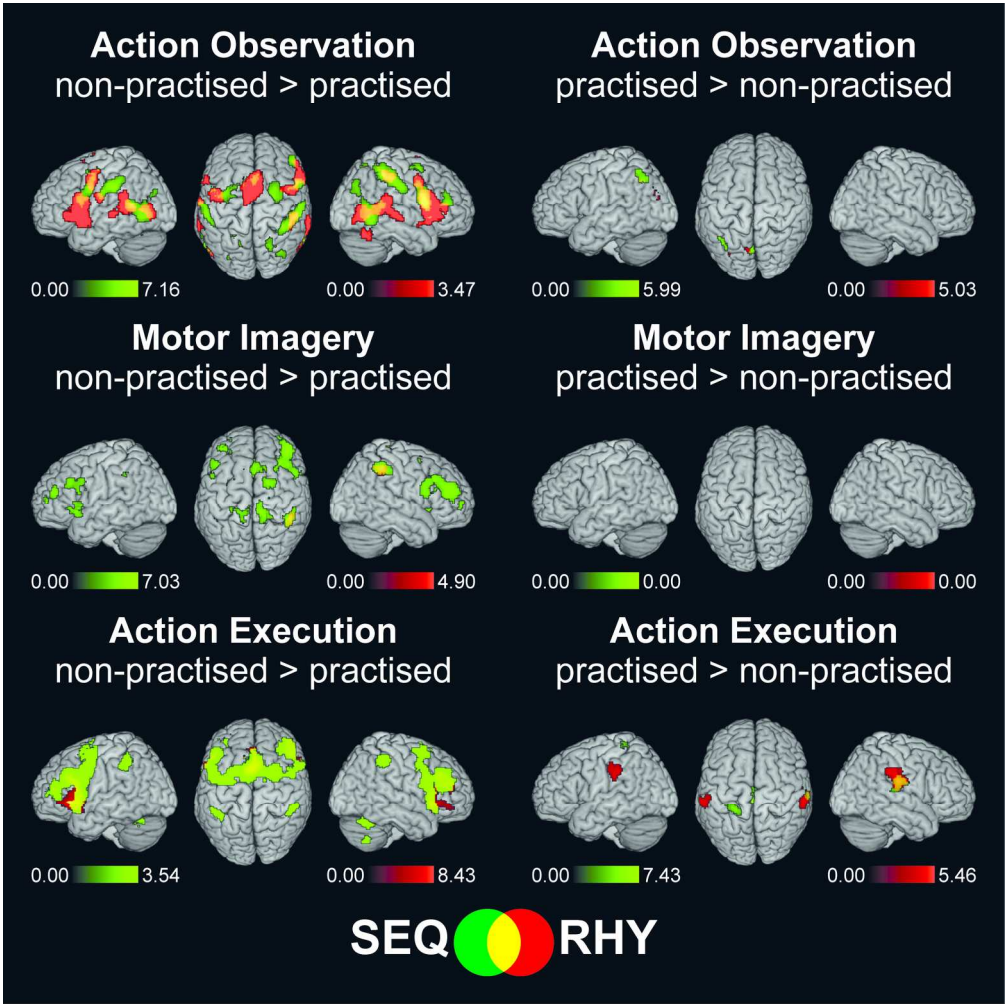 Action Observation
non-practised > practised
0.00 7.16
0.00 3.47
Action Observation
practised > non-practised
0.00 5.99
0.00 5.03
Motor Imagery
non-practised > practised
0.00 7.03
0.00 4.90
Motor Imagery
practised > non-practised
0.00 0.00
0.00 0.00
Action Execution
non-practised > practised
0.00 3.54
0.00 8.43
Action Execution
practised > non-practised
0.00 7.43
0.00 5.46
SEQ RHY